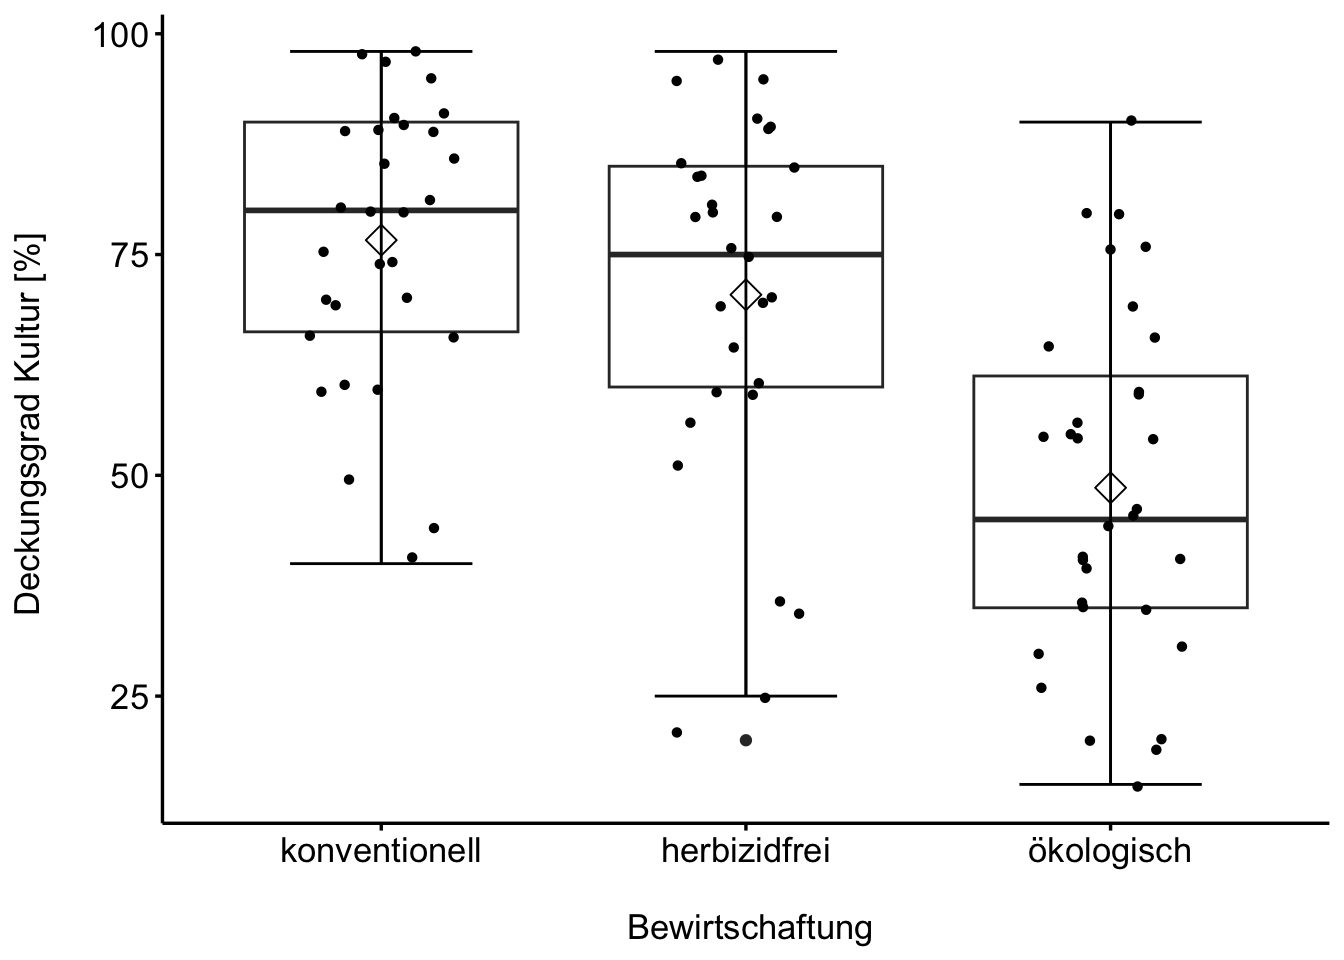 Deckungsgrad Kultur [%]
100
75
50
25
konventionell
herbizidfrei
ökologisch
Bewirtschaftung